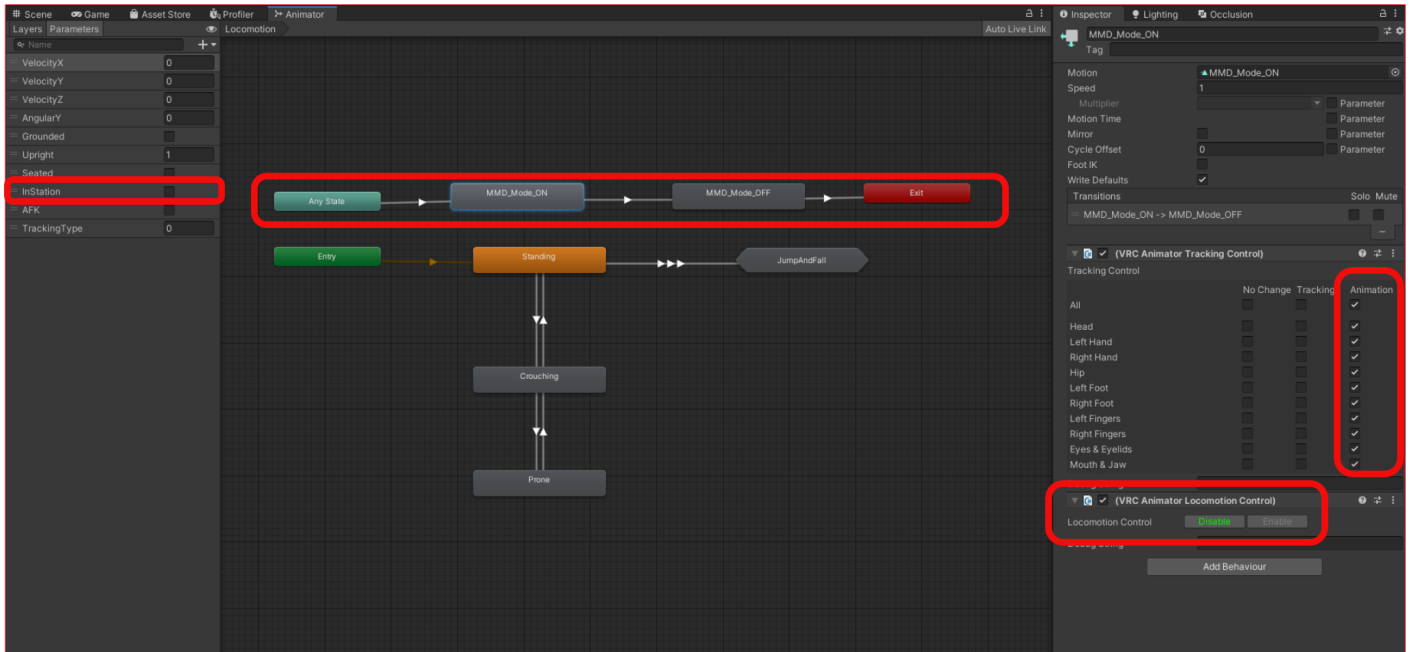 Scene Game Asset Store Profiler Animator
Layers Parameters Locomotion Auto Live Link
Name
VelocityX 0
VelocityY 0
VelocityZ 0
AngularY 0
Grounded
Upright 1
Seated
InStation
AFK
TrackingType 0
Any State MMD_Mode_ON MMD_Mode_OFF Exit
Entry Standing JumpAndFall
Crouching
Prone
Inspector Lighting Occlusion
MMD_Mode_ON
Tag
Motion MMD_Mode_ON
Speed 1
Multiplier Parameter
Motion Time Parameter
Mirror Parameter
Cycle Offset 0 Parameter
Foot IK
Write Defaults
Transitions Solo Mute
MMD_Mode_ON -> MMD_Mode_OFF
(VRC Animator Tracking Control)
Tracking Control
No Change Tracking Animation
All
Head
Left Hand
Right Hand
Hip
Left Foot
Right Foot
Left Fingers
Right Fingers
Eyes & Eyelids
Mouth & Jaw
(VRC Animator Locomotion Control)
Locomotion Control Disable Enable
Add Behaviour